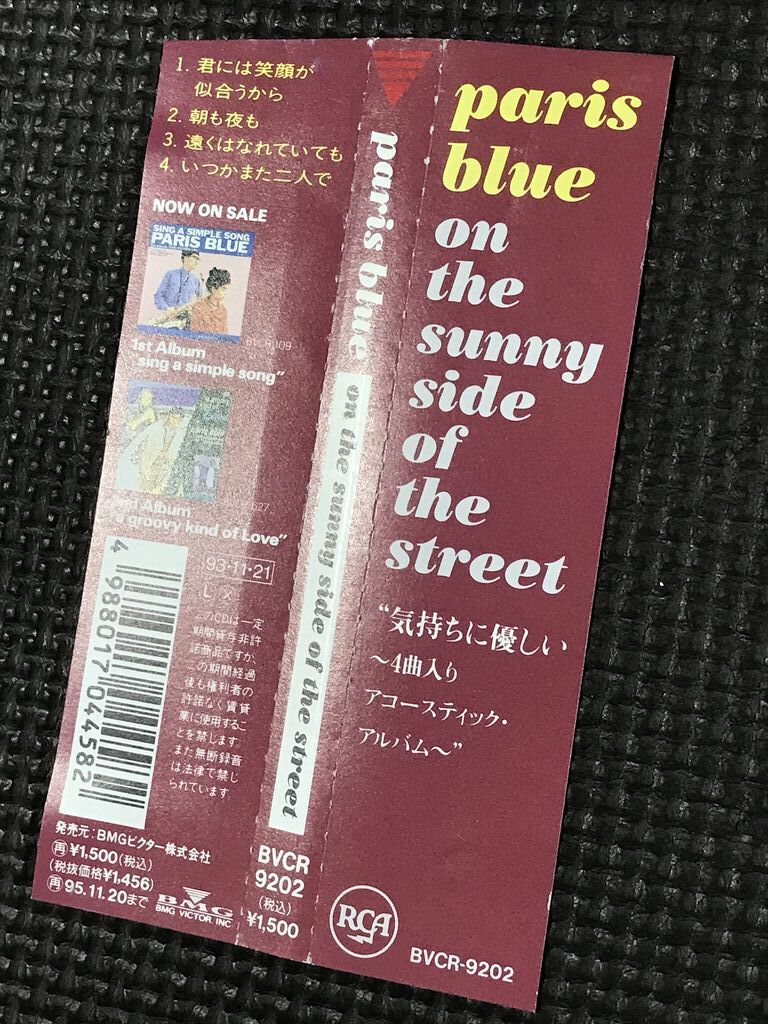 paris
blue
on
the
sunny
side
of
the
street
“気持ちに優しい
～4曲入り
アコースティック・
アルバム～”
RCA
BVCR-9202
paris blue on the sunny side of the street
BVCR
9202
(税込)
¥1,500
1. 君には笑顔が
似合うから
2. 朝も夜も
3. 遠くはなれていても
4. いつかまた二人で
NOW ON SALE
SING A SIMPLE SONG
PARIS BLUE
BVCR-109
1st Album
"sing a simple song"
Album
a groovy kind of Love"
93・11・21
L X
このCDは一定
期間貸与非許
諾商品ですが、
この期間経過
後も権利者の
許諾なく賃貸
業に使用するこ
とを禁じます。
また無断録音
は法律で禁じ
られています。
4 988017 044582
発売元:BMGビクター株式会社
再¥1,500(税込)
(税抜価格¥1,456)
再95.11.20まで
BMG
BMG VICTOR, INC